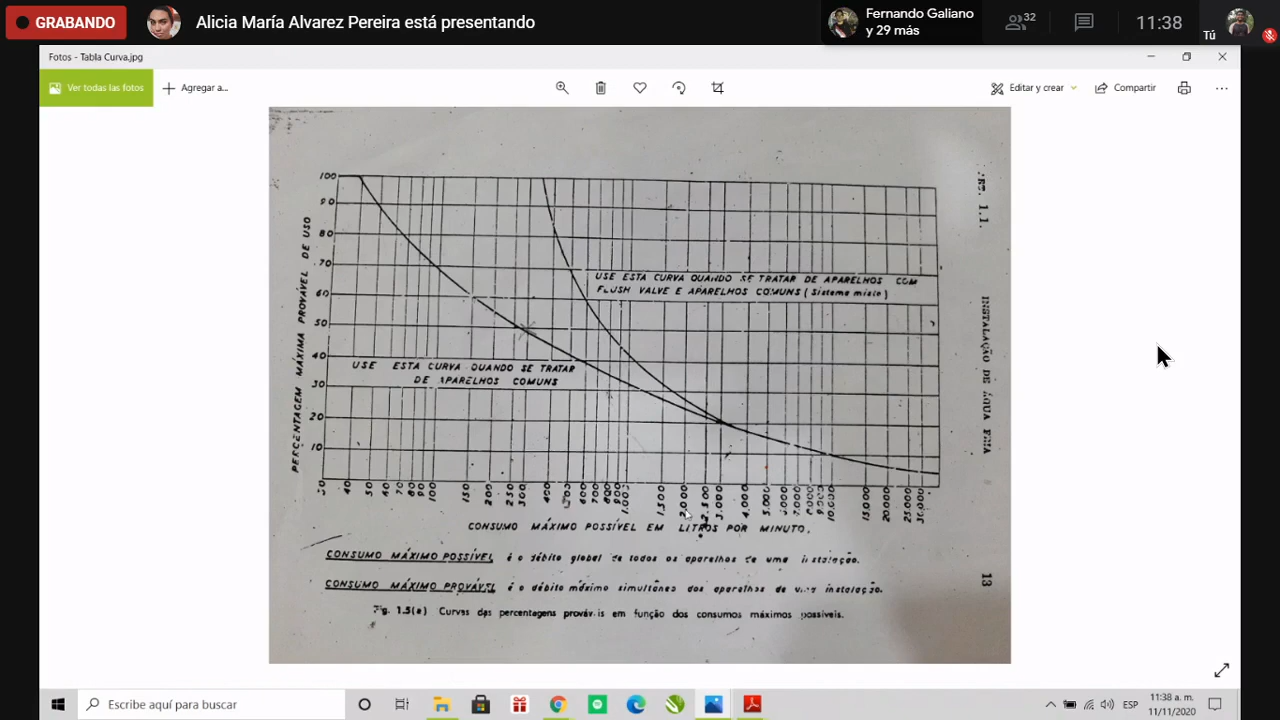 GRABANDO
Alicia María Alvarez Pereira está presentando
Fernando Galiano
y 29 más
32
11:38
Tú
Fotos - Tabla Curva.jpg
Ver todas las fotos
Agregar a...
Editar y crear
Compartir
100
90
80
70
60
50
40
30
20
10
PERCENTAGEM MÁXIMA PROVÁVEL DE USO
USE ESTA CURVA QUANDO SE TRATAR DE APARELHOS COM
FLUSH VALVE E APARELHOS COMUNS (Sistema misto)
USE ESTA CURVA QUANDO SE TRATAR
DE APARELHOS COMUNS
1.1.
INSTALAÇÃO DE ÁGUA FRIA
13
30 40 50 60 70 80 90 100 150 200 250 300 400 500 600 700 800 900 1.000 1.500 2.000 2.500 3.000 4.000 5.000 6.000 7.000 8.000 9.000 10.000 15.000 20.000 25.000 30.000
CONSUMO MÁXIMO POSSÍVEL EM LITROS POR MINUTO.
CONSUMO MÁXIMO POSSÍVEL é o débito global de todos os aparelhos de uma instalação.
CONSUMO MÁXIMO PROVÁVEL é o débito máximo simultâneo dos aparelhos de uma instalação.
Fig. 1.5(a) Curvas das percentagens prováveis em função dos consumos máximos possíveis.
Escribe aquí para buscar
ESP
11:38 a. m.
11/11/2020